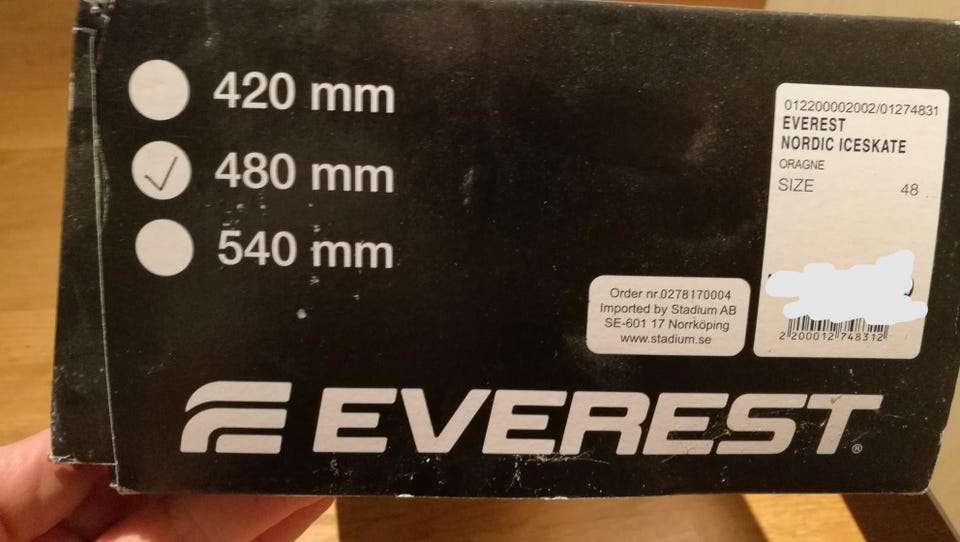 420 mm
480 mm
540 mm
012200002002/01274831
EVEREST
NORDIC ICESKATE
ORAGNE
SIZE 48
2 200012 748312
Order nr.0278170004
Imported by Stadium AB
SE-601 17 Norrköping
www.stadium.se
EVEREST®